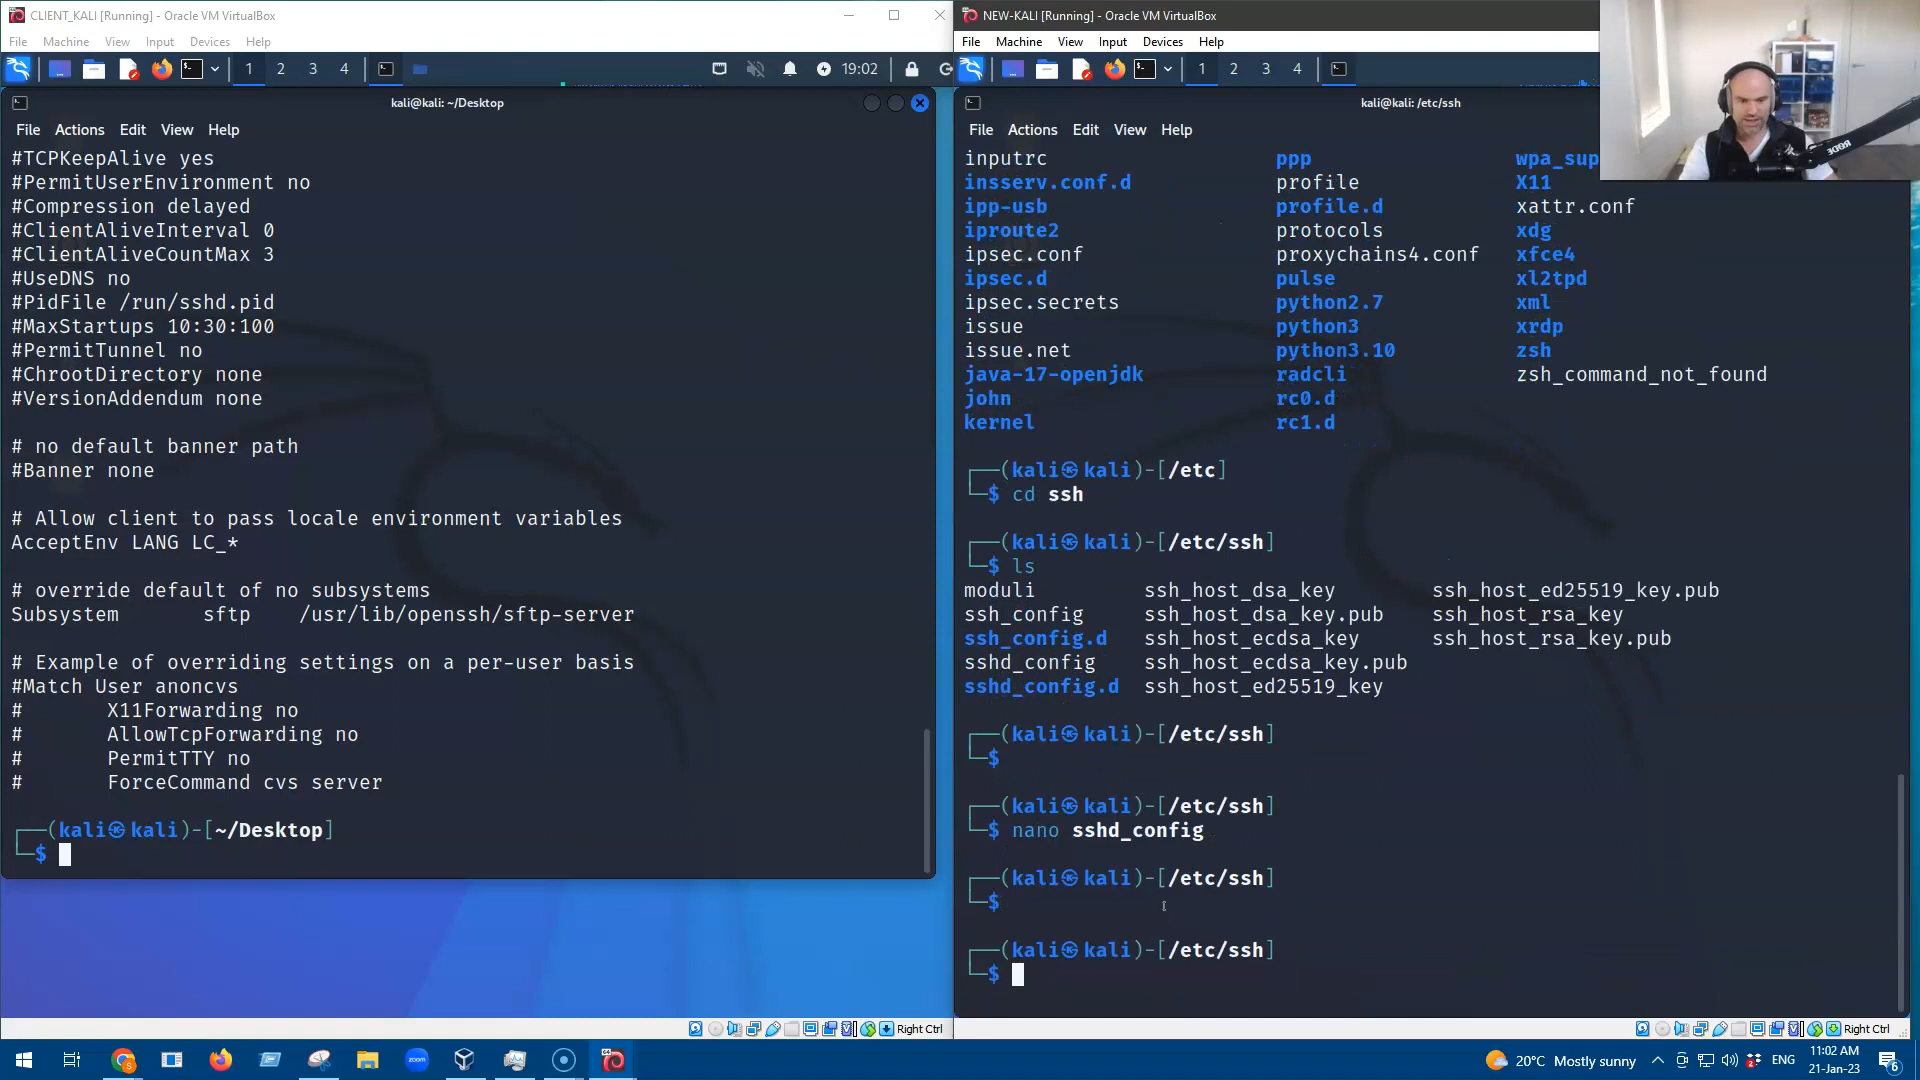 CLIENT_KALI [Running] - Oracle VM VirtualBox
File Machine View Input Devices Help
1 2 3 4 19:02
kali@kali: ~/Desktop
File Actions Edit View Help
#TCPKeepAlive yes
#PermitUserEnvironment no
#Compression delayed
#ClientAliveInterval 0
#ClientAliveCountMax 3
#UseDNS no
#PidFile /run/sshd.pid
#MaxStartups 10:30:100
#PermitTunnel no
#ChrootDirectory none
#VersionAddendum none
# no default banner path
#Banner none
# Allow client to pass locale environment variables
AcceptEnv LANG LC_*
# override default of no subsystems
Subsystem sftp /usr/lib/openssh/sftp-server
# Example of overriding settings on a per-user basis
#Match User anoncvs
# X11Forwarding no
# AllowTcpForwarding no
# PermitTTY no
# ForceCommand cvs server
(kali㉿kali)-[~/Desktop]
$
Right Ctrl
NEW-KALI [Running] - Oracle VM VirtualBox
File Machine View Input Devices Help
1 2 3 4
kali@kali: /etc/ssh
File Actions Edit View Help
inputrc ppp wpa_sup
insserv.conf.d profile X11
ipp-usb profile.d xattr.conf
iproute2 protocols xdg
ipsec.conf proxychains4.conf xfce4
ipsec.d pulse xl2tpd
ipsec.secrets python2.7 xml
issue python3 xrdp
issue.net python3.10 zsh
java-17-openjdk radcli zsh_command_not_found
john rc0.d
kernel rc1.d
(kali㉿kali)-[/etc]
$ cd ssh
(kali㉿kali)-[/etc/ssh]
$ ls
moduli ssh_host_dsa_key ssh_host_ed25519_key.pub
ssh_config ssh_host_dsa_key.pub ssh_host_rsa_key
ssh_config.d ssh_host_ecdsa_key ssh_host_rsa_key.pub
sshd_config ssh_host_ecdsa_key.pub
sshd_config.d ssh_host_ed25519_key
(kali㉿kali)-[/etc/ssh]
$
(kali㉿kali)-[/etc/ssh]
$ nano sshd_config
(kali㉿kali)-[/etc/ssh]
$
(kali㉿kali)-[/etc/ssh]
$
Right Ctrl
RØDE
zoom
20°C Mostly sunny ENG 11:02 AM
21-Jan-23
6